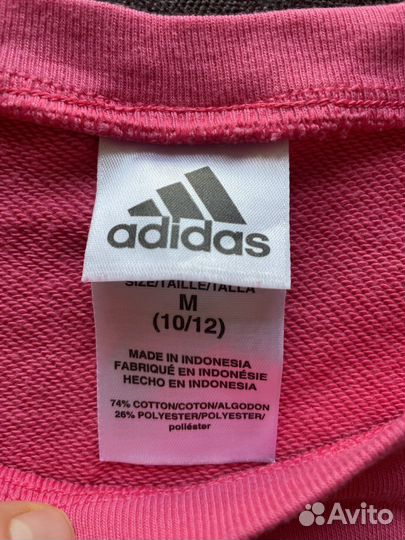 adidas
SIZE/TAILLE/TALLA
M
(10/12)
MADE IN INDONESIA
FABRIQUÉ EN INDONÉSIE
HECHO EN INDONESIA
74% COTTON/COTON/ALGODON
26% POLYESTER/POLYESTER/
poliéster
Avito